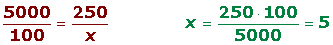 5000/100 = 250/x x = 250 · 100/5000 = 5